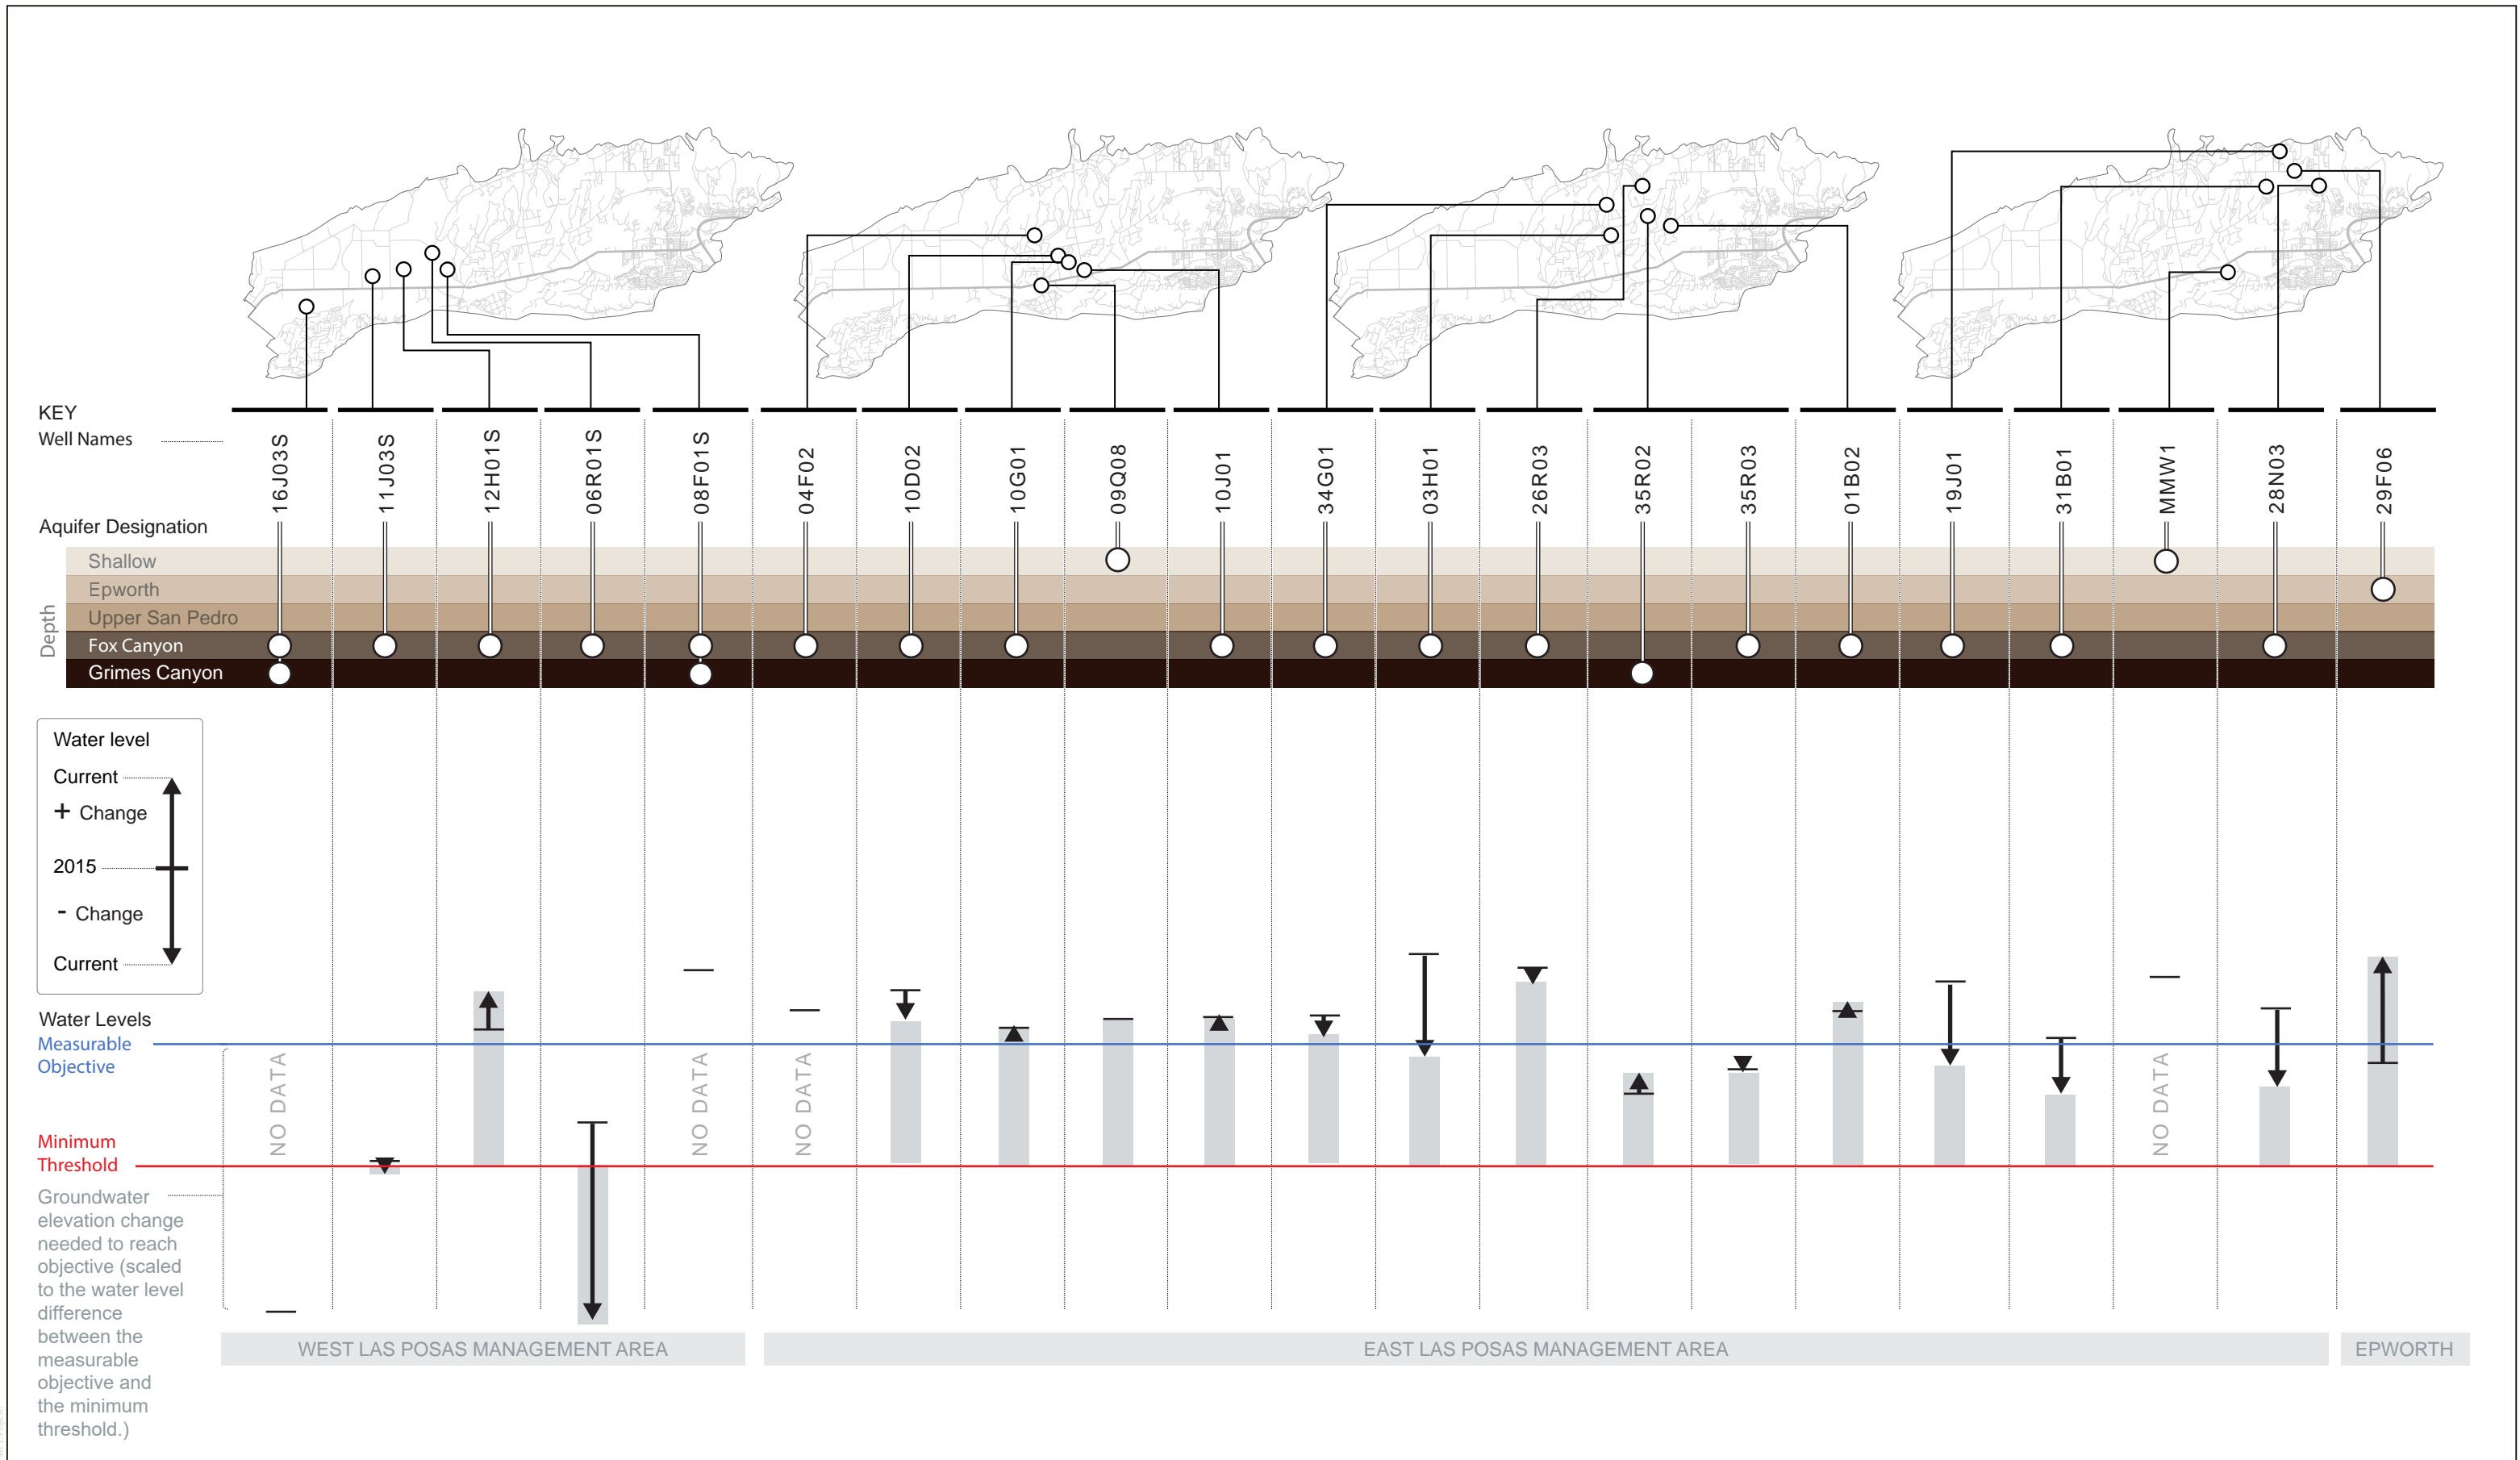 KEY
Well Names
16J03S
11J03S
12H01S
06R01S
08F01S
04F02
10D02
10G01
09Q08
10J01
34G01
03H01
26R03
35R02
35R03
01B02
19J01
31B01
MMW1
28N03
29F06
Aquifer Designation
Depth
Shallow
Epworth
Upper San Pedro
Fox Canyon
Grimes Canyon
Water level
Current
+ Change
2015
- Change
Current
Water Levels
Measurable
Objective
NO DATA
NO DATA
NO DATA
NO DATA
Minimum
Threshold
Groundwater
elevation change
needed to reach
objective (scaled
to the water level
difference
between the
measurable
objective and
the minimum
threshold.)
WEST LAS POSAS MANAGEMENT AREA
EAST LAS POSAS MANAGEMENT AREA
EPWORTH